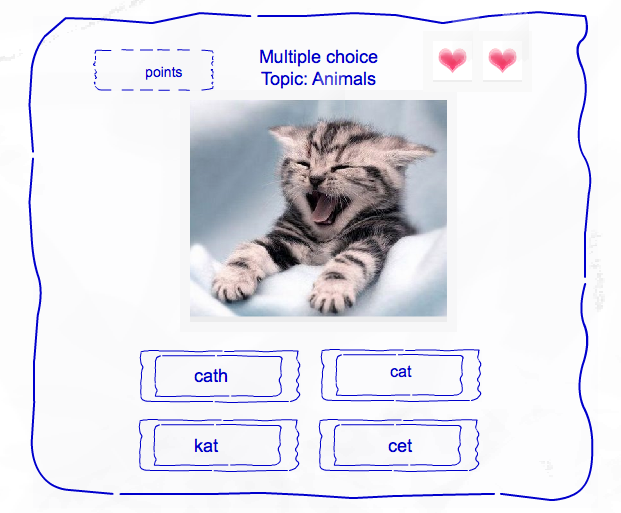 points
Multiple choice
Topic: Animals
cath
cat
kat
cet